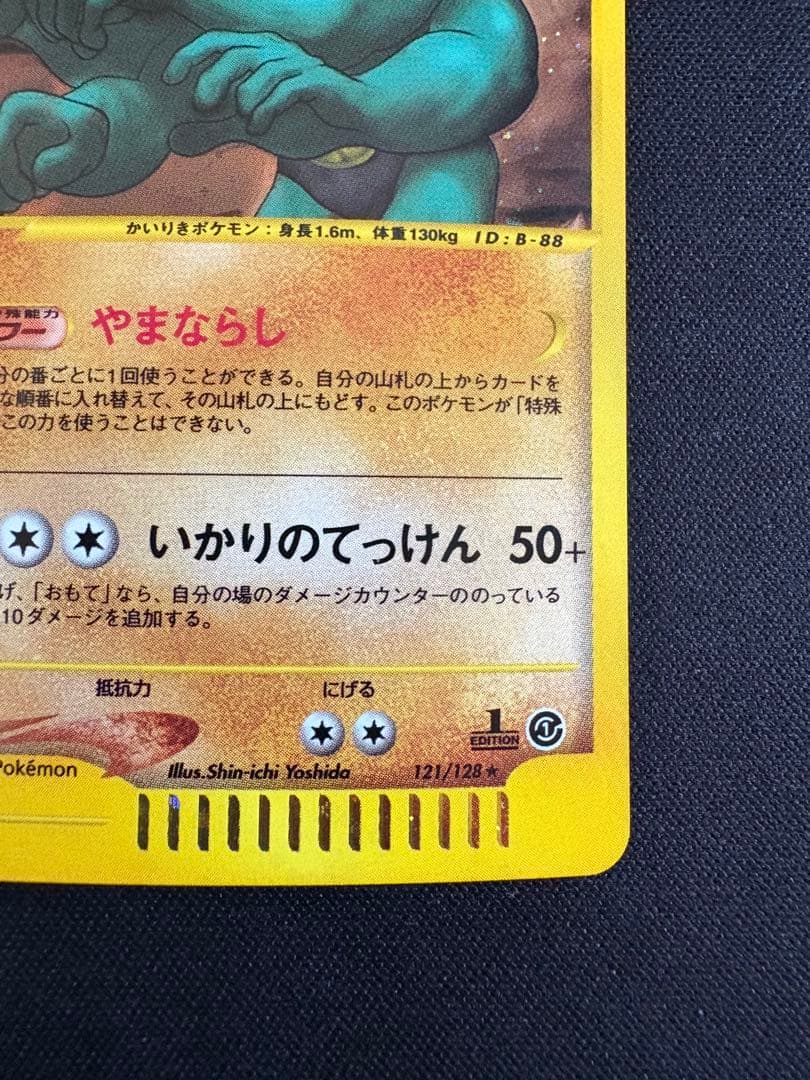 かいりきポケモン：身長1.6m、体重130kg ID:B-88
殊能力
ワー
やまならし
分の番ごとに1回使うことができる。自分の山札の上からカードを
な順番に入れ替えて、その山札の上にもどす。このポケモンが「特殊
この力を使うことはできない。
いかりのてっけん 50+
げ、「おもて」なら、自分の場のダメージカウンターののっている
10ダメージを追加する。
抵抗力 にげる
1
EDITION
Pokémon Illus.Shin-ichi Yoshida 121/128★